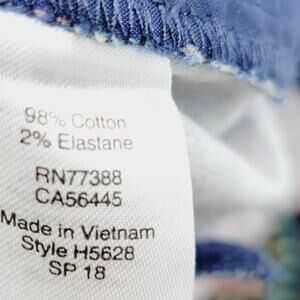 98% Cotton
2% Elastane
RN77388
CA56445
Made in Vietnam
Style H5628
SP 18